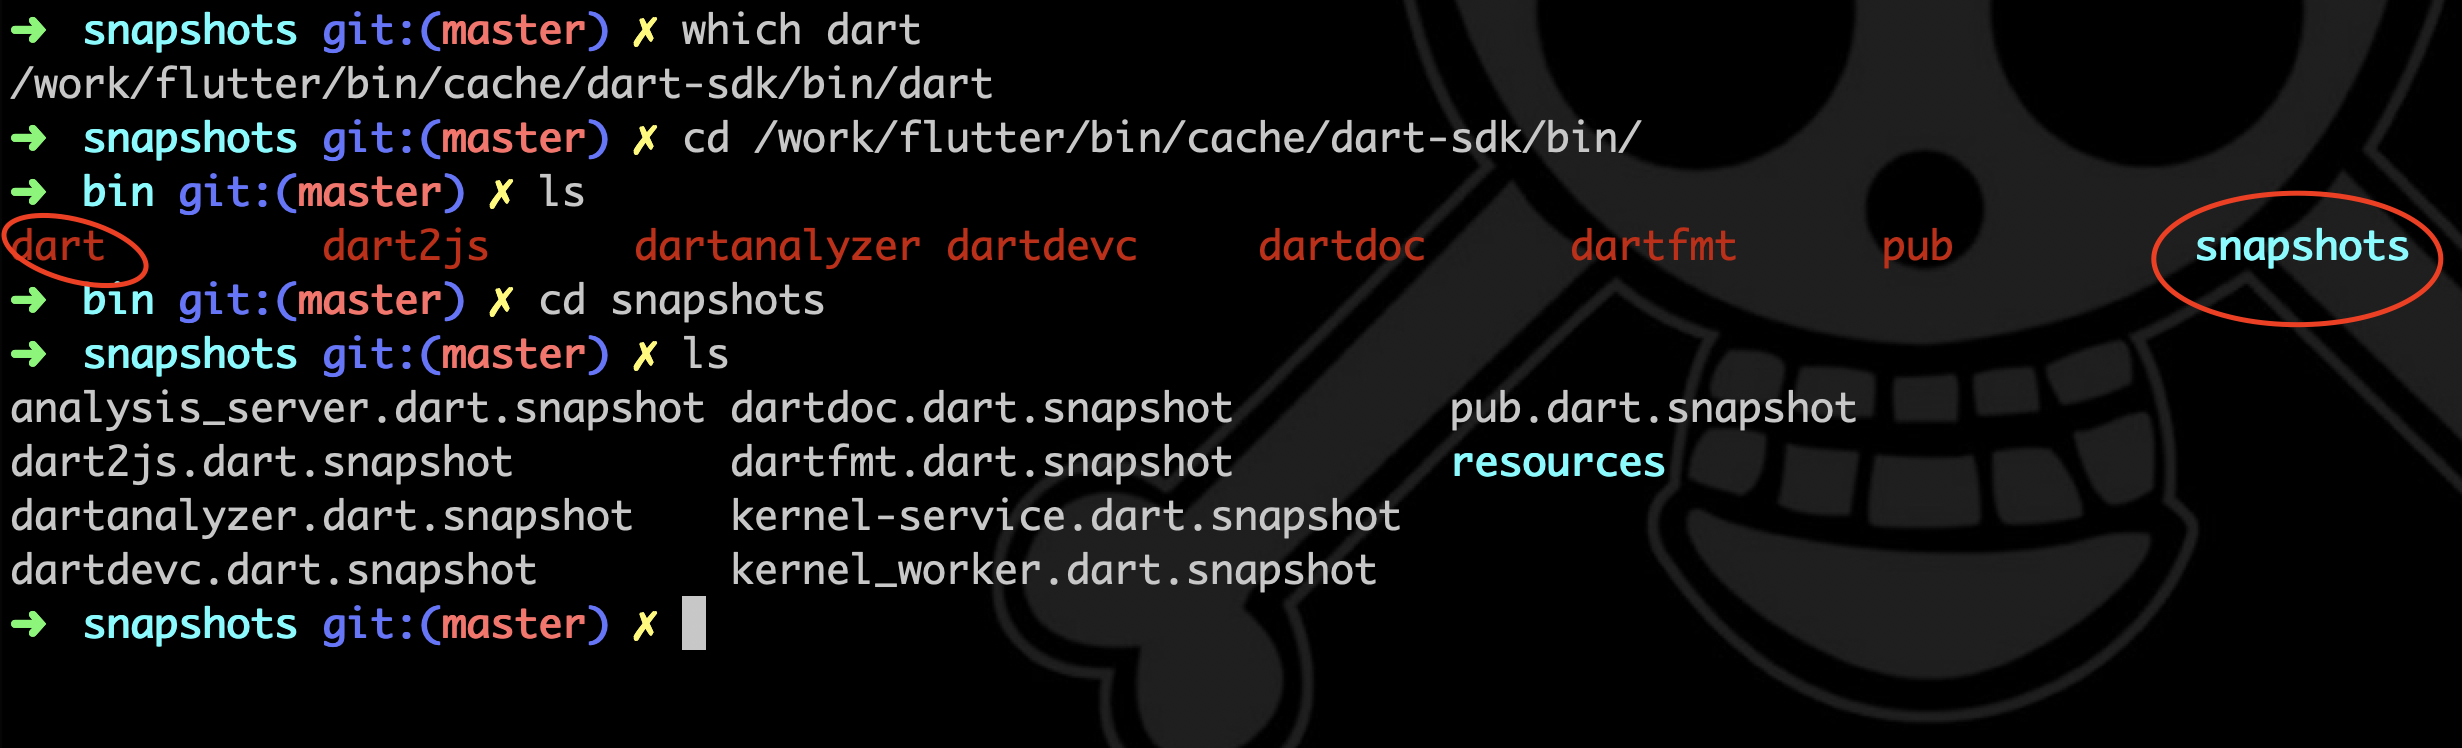 ➜ snapshots git:(master) ✗ which dart
/work/flutter/bin/cache/dart-sdk/bin/dart
➜ snapshots git:(master) ✗ cd /work/flutter/bin/cache/dart-sdk/bin/
➜ bin git:(master) ✗ ls
dart dart2js dartanalyzer dartdevc dartdoc dartfmt pub snapshots
➜ bin git:(master) ✗ cd snapshots
➜ snapshots git:(master) ✗ ls
analysis_server.dart.snapshot dartdoc.dart.snapshot pub.dart.snapshot
dart2js.dart.snapshot dartfmt.dart.snapshot resources
dartanalyzer.dart.snapshot kernel-service.dart.snapshot
dartdevc.dart.snapshot kernel_worker.dart.snapshot
➜ snapshots git:(master) ✗